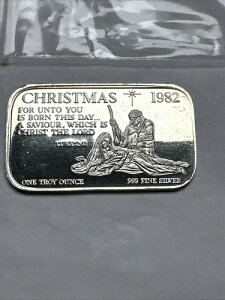 CHRISTMAS 1982
FOR UNTO YOU
IS BORN THIS DAY...
A SAVIOUR, WHICH IS
CHRIST THE LORD
ONE TROY OUNCE 999 FINE SILVER